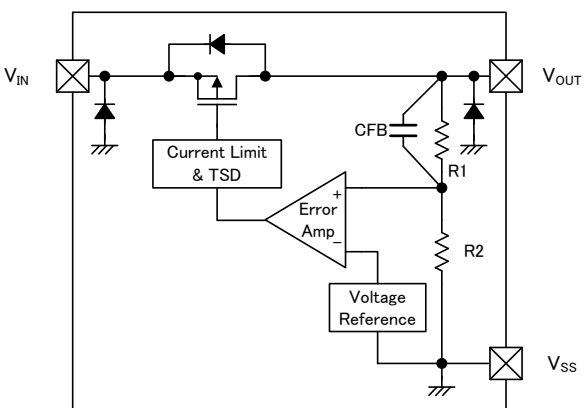 VIN
VOUT
CFB
R1
Current Limit
& TSD
+
Error
Amp
−
R2
Voltage
Reference
VSS